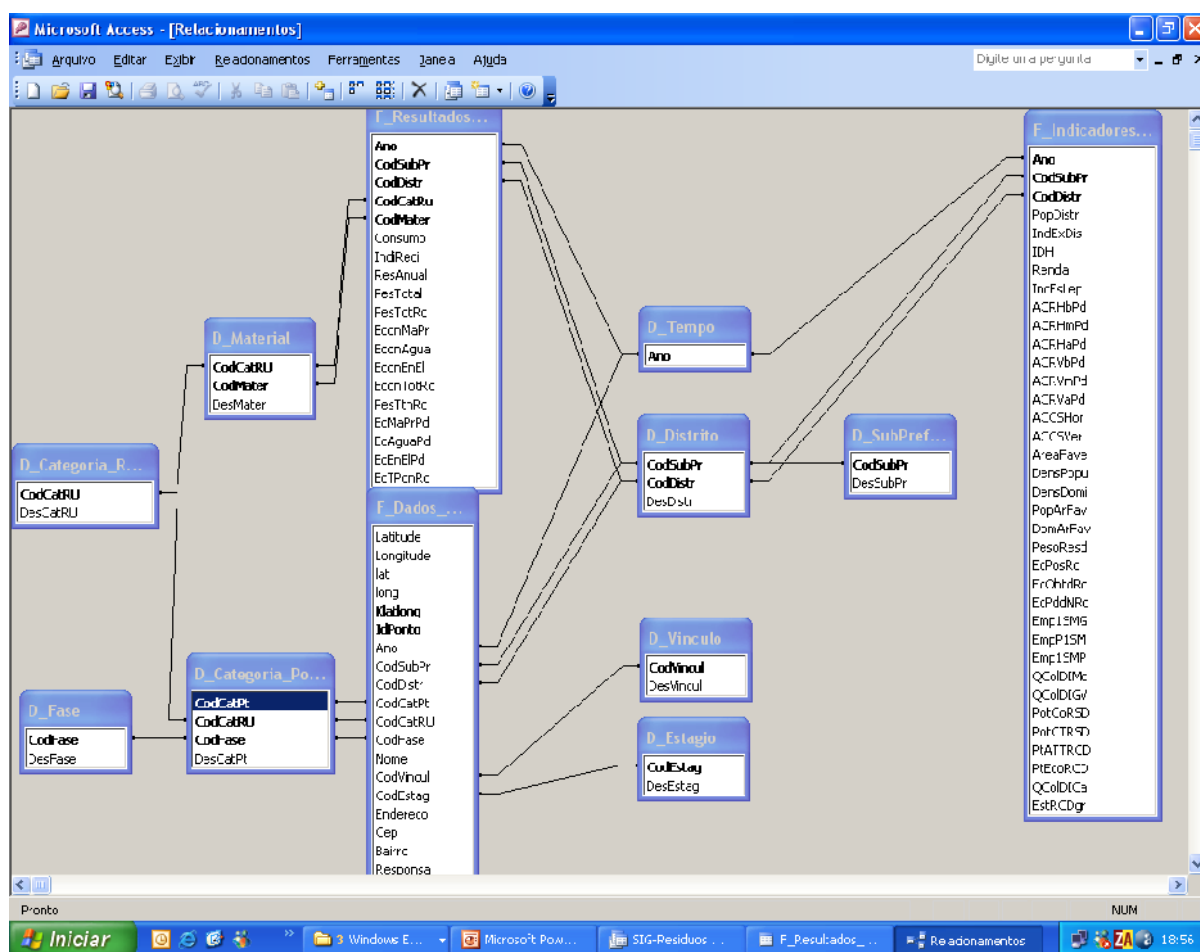 Microsoft Access - [Relacionamentos]
Arquivo Editar Exibir Relacionamentos Ferramentas Janela Ajuda
Digite uma pergunta
F_Resultados...
Ano
CodSubPr
CodDistr
CodCatRu
CodMater
Consumo
IndiReci
ResAnual
ResTotal
ResTotRc
EconMaPr
EconAgua
EconEnEl
EconTotRc
EcMaPrPd
EcAguaPd
EcEnElPd
D_Material
CodCatRU
CodMater
DesMater
D_Categoria_R...
CodCatRU
DesCatRU
D_Fase
CodFase
DesFase
D_Categoria_Po...
CodCatPt
CodCatRU
CodFase
DesCatPt
F_Dados_...
Latitude
Longitude
lat
long
Klatlong
IdPonto
Ano
CodSubPr
CodDistr
CodCatPt
CodCatRU
CodFase
Nome
CodVincul
CodEstag
Endereco
Cep
Bairro
Responsa
D_Tempo
Ano
D_Distrito
CodSubPr
CodDistr
DesDistr
D_SubPref...
CodSubPr
DesSubPr
D_Vinculo
CodVincul
DesVincul
D_Estagio
CodEstag
DesEstag
F_Indicadores...
Ano
CodSubPr
CodDistr
PopDistr
IndExDis
IDH
Renda
ACRHbPd
ACRHmPd
ACRHaPd
ACRVbPd
ACRVmPd
ACRVaPd
ACCSHor
ACCSVer
AreaFave
DensPopu
DensDomi
PopArFav
DomArFav
PesoResd
EcPosRc
EcObtdRc
EcPddNRc
Emp1SMG
EmpP1SM
Emp1SMP
QColDIMc
QColDIGV
PotCoRSD
PotCTRSD
PtATTRCD
PtEcoRCD
QColDICa
EstRCDgr
Pronto
NUM
Iniciar
3 Windows E...
Microsoft Pow...
SIG-Residuos ...
F_Resultados_...
Relacionamentos
18:56